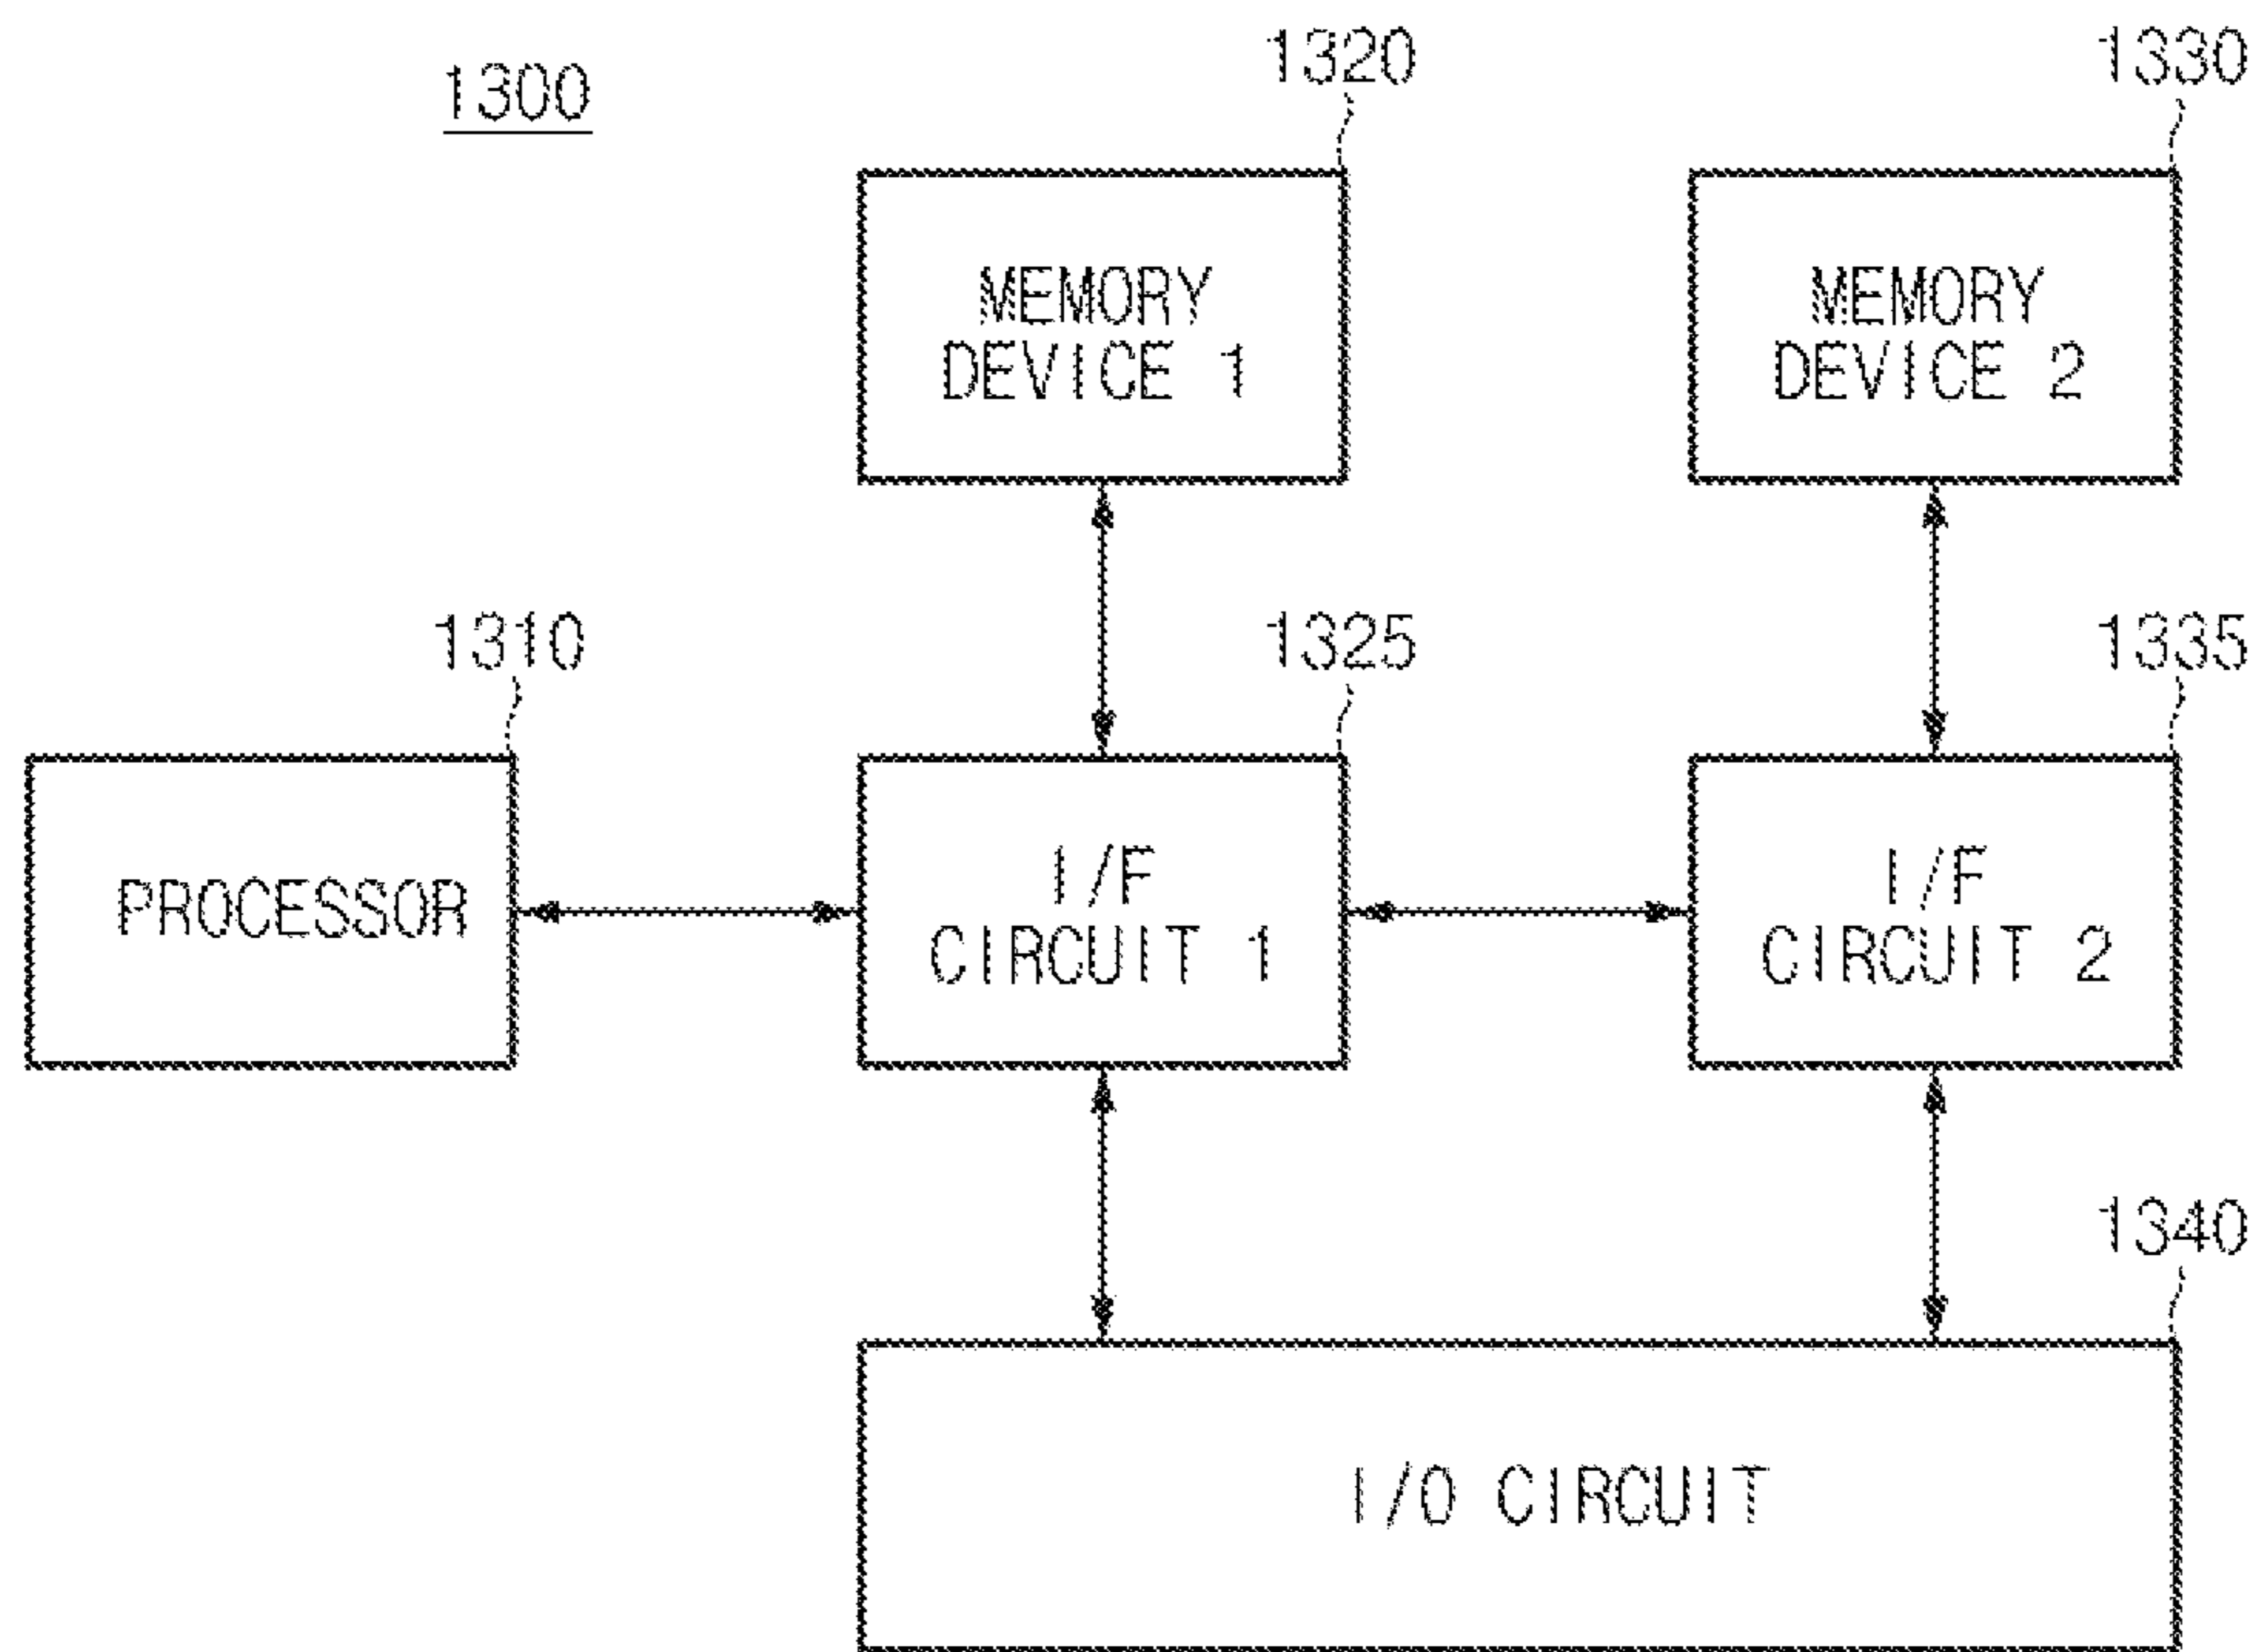 1300
1320
1330
MEMORY
DEVICE 1
MEMORY
DEVICE 2
1310
1325
1335
PROCESSOR
I/F
CIRCUIT 1
I/F
CIRCUIT 2
1340
I/O CIRCUIT